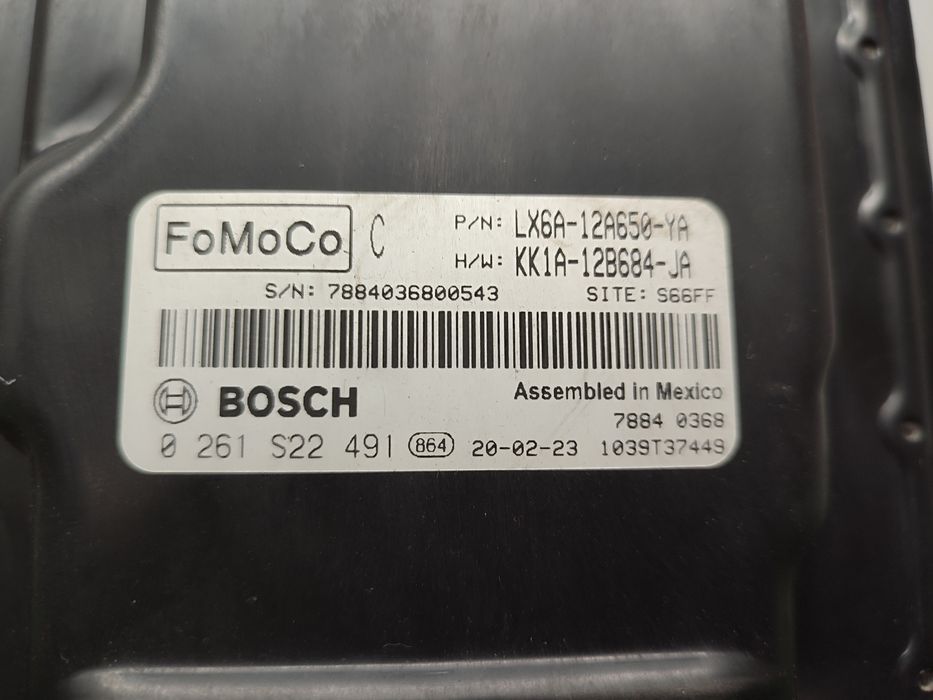 FoMoCo C P/N: LX6A-12A650-YA
H/W: KK1A-12B684-JA
S/N: 7884036800543 SITE: S66FF
BOSCH Assembled in Mexico
7884 0368
0 261 S22 491 864 20-02-23 1039T37449